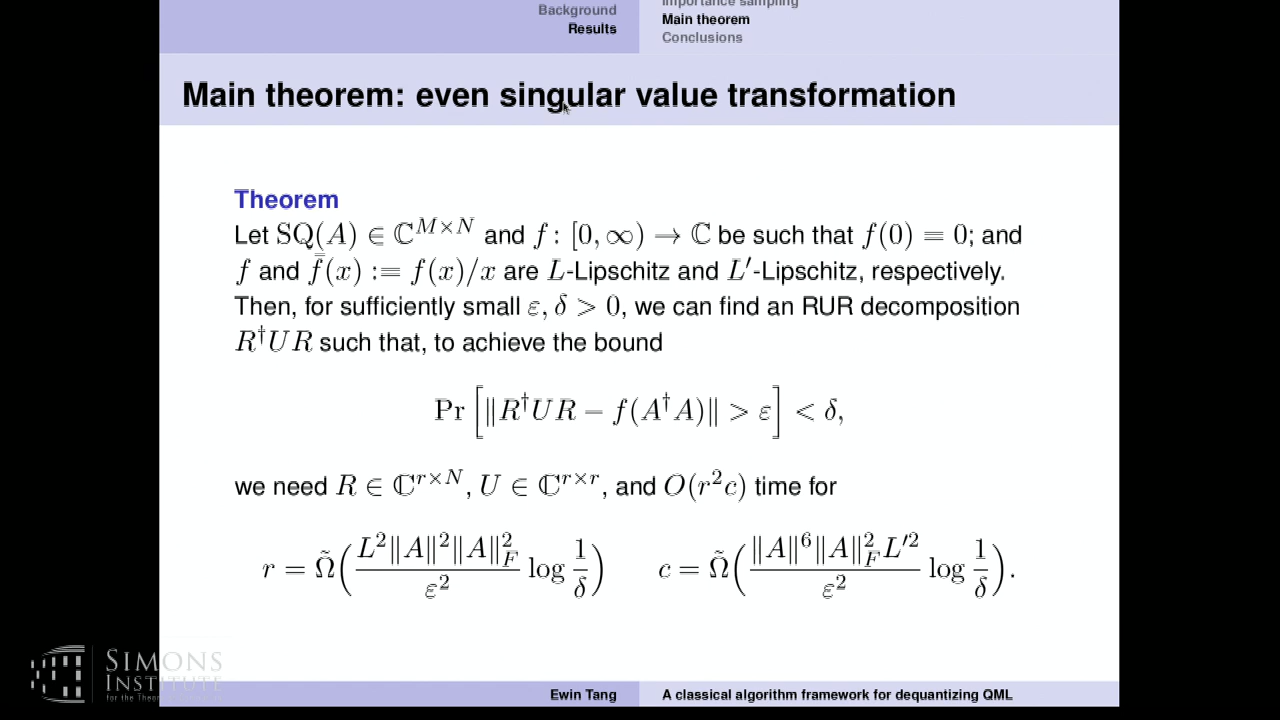 Background
Results
Importance sampling
Main theorem
Conclusions
Main theorem: even singular value transformation
Theorem
Let SQ(A) ∈ ℂ^{M×N} and f : [0, ∞) → ℂ be such that f(0) = 0; and
f and f̄(x) := f(x)/x are L-Lipschitz and L′-Lipschitz, respectively.
Then, for sufficiently small ε, δ > 0, we can find an RUR decomposition
R†UR such that, to achieve the bound
Pr[‖R†UR − f(A†A)‖ > ε] < δ,
we need R ∈ ℂ^{r×N}, U ∈ ℂ^{r×r}, and O(r²c) time for
r = Ω̃(L²‖A‖²‖A‖_F²/ε² log 1/δ) c = Ω̃(‖A‖⁶‖A‖_F²L′²/ε² log 1/δ).
SIMONS
INSTITUTE
for the Theory
Ewin Tang
A classical algorithm framework for dequantizing QML